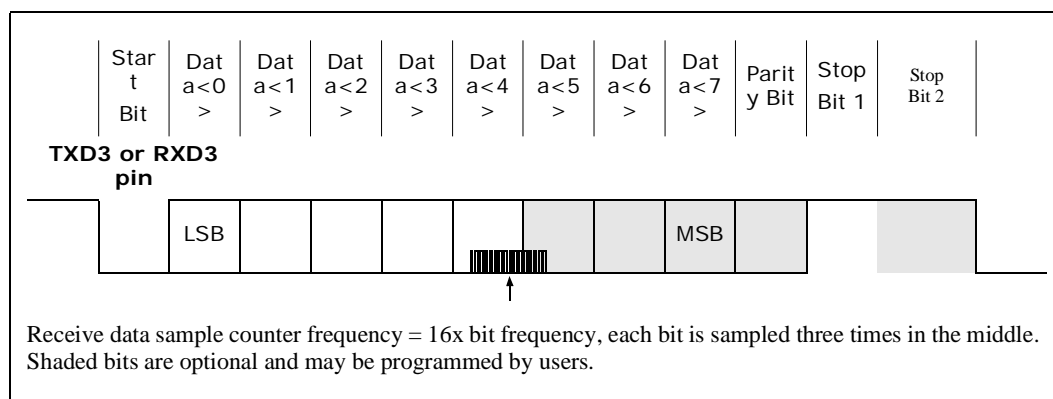 Star Dat Dat Dat Dat Dat Dat Dat Dat Parit Stop Stop
t a<0 a<1 a<2 a<3 a<4 a<5 a<6 a<7 y Bit Bit 1 Bit 2
Bit > > > > > > > >
TXD3 or RXD3
pin
LSB MSB
Receive data sample counter frequency = 16x bit frequency, each bit is sampled three times in the middle.
Shaded bits are optional and may be programmed by users.